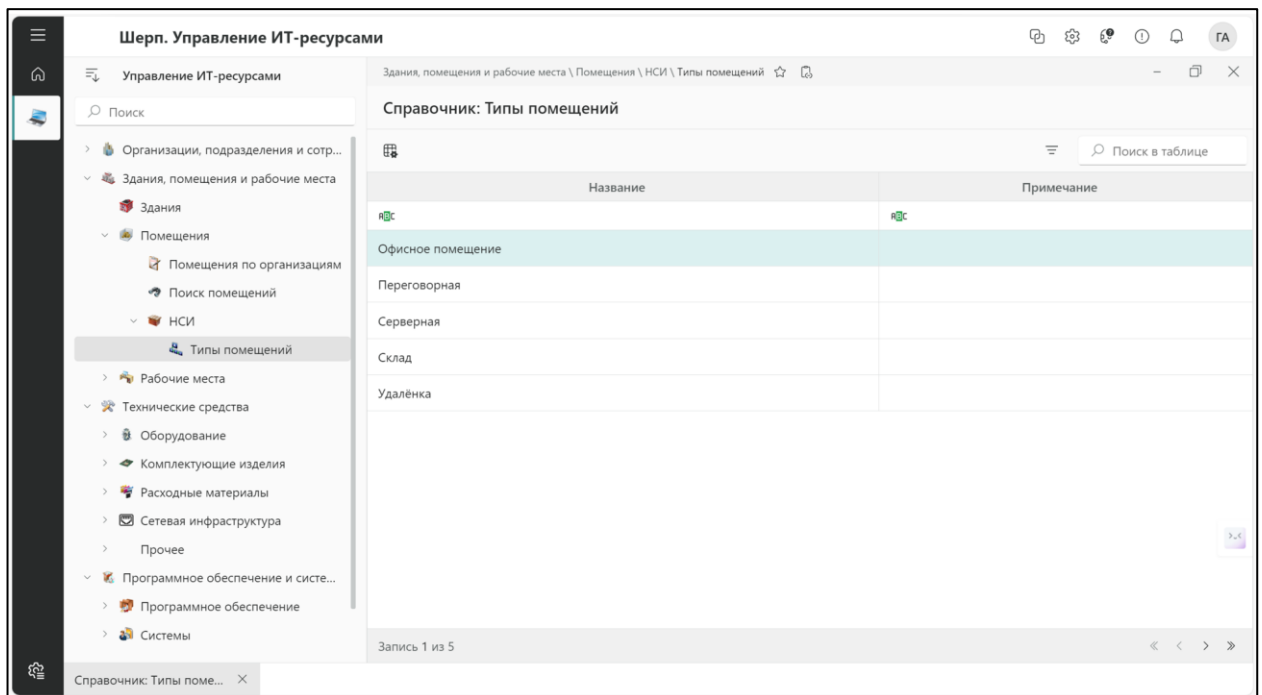 Шерп. Управление ИТ-ресурсами
ГА
Управление ИТ-ресурсами
Поиск
Организации, подразделения и сотр...
Здания, помещения и рабочие места
Здания
Помещения
Помещения по организациям
Поиск помещений
НСИ
Типы помещений
Рабочие места
Технические средства
Оборудование
Комплектующие изделия
Расходные материалы
Сетевая инфраструктура
Прочее
Программное обеспечение и систе...
Программное обеспечение
Системы
Здания, помещения и рабочие места \ Помещения \ НСИ \ Типы помещений
Справочник: Типы помещений
Поиск в таблице
Название Примечание
ABC ABC
Офисное помещение
Переговорная
Серверная
Склад
Удалёнка
Запись 1 из 5
Справочник: Типы поме...